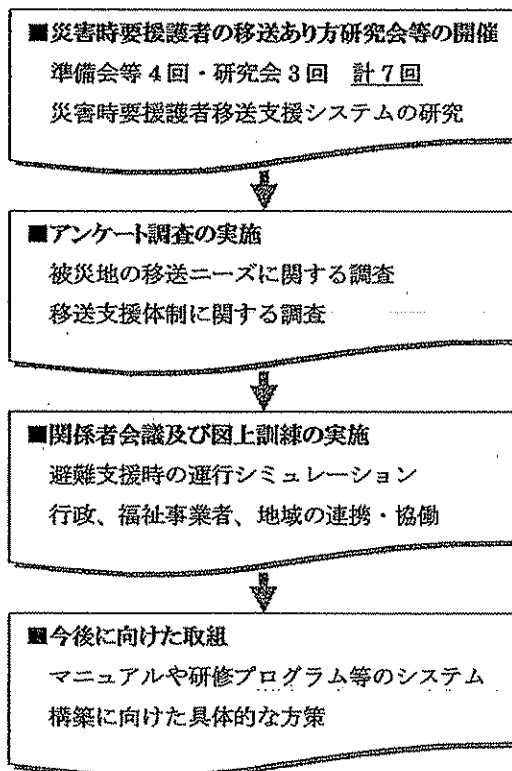 ■災害時要援護者の移送あり方研究会等の開催
準備会等4回・研究会3回　計7回
災害時要援護者移送支援システムの研究
■アンケート調査の実施
被災地の移送ニーズに関する調査
移送支援体制に関する調査
■関係者会議及び図上訓練の実施
避難支援時の運行シミュレーション
行政、福祉事業者、地域の連携・協働
■今後に向けた取組
マニュアルや研修プログラム等のシステム
構築に向けた具体的な方策